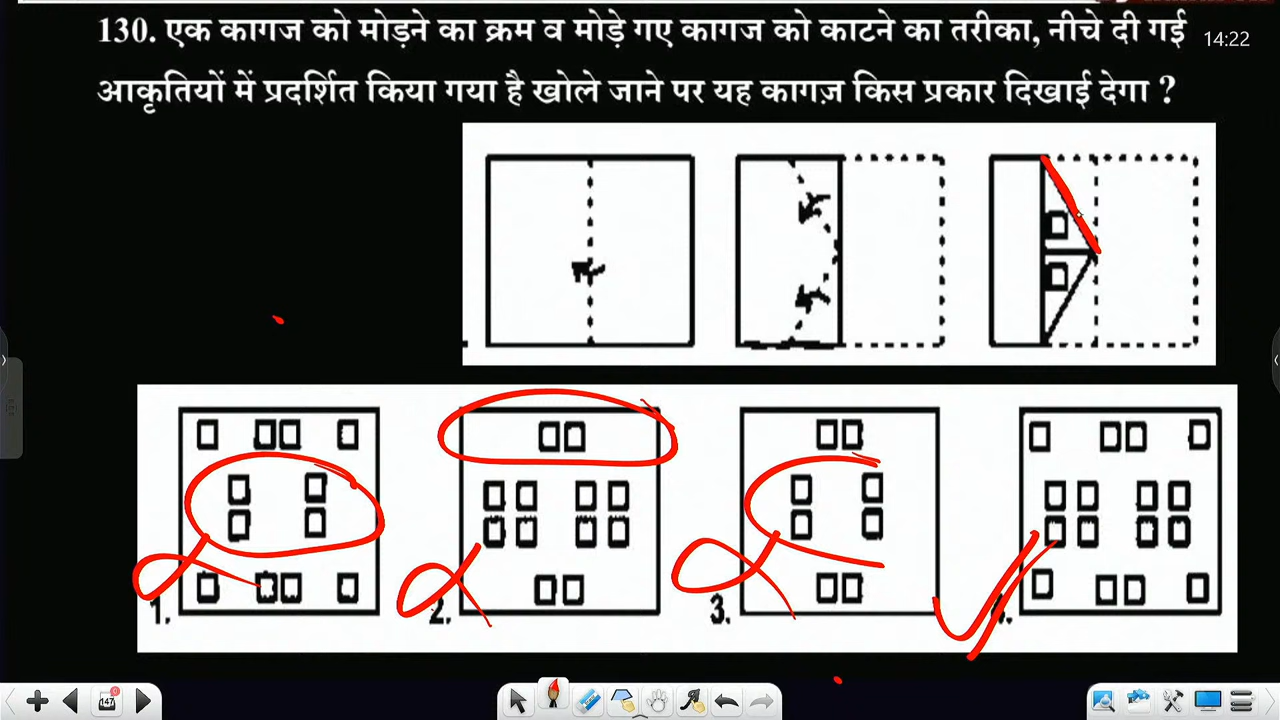 14:22
130. एक कागज को मोड़ने का क्रम व मोड़े गए कागज को काटने का तरीका, नीचे दी गई
आकृतियों में प्रदर्शित किया गया है खोले जाने पर यह कागज़ किस प्रकार दिखाई देगा ?
1. 2. 3.
147